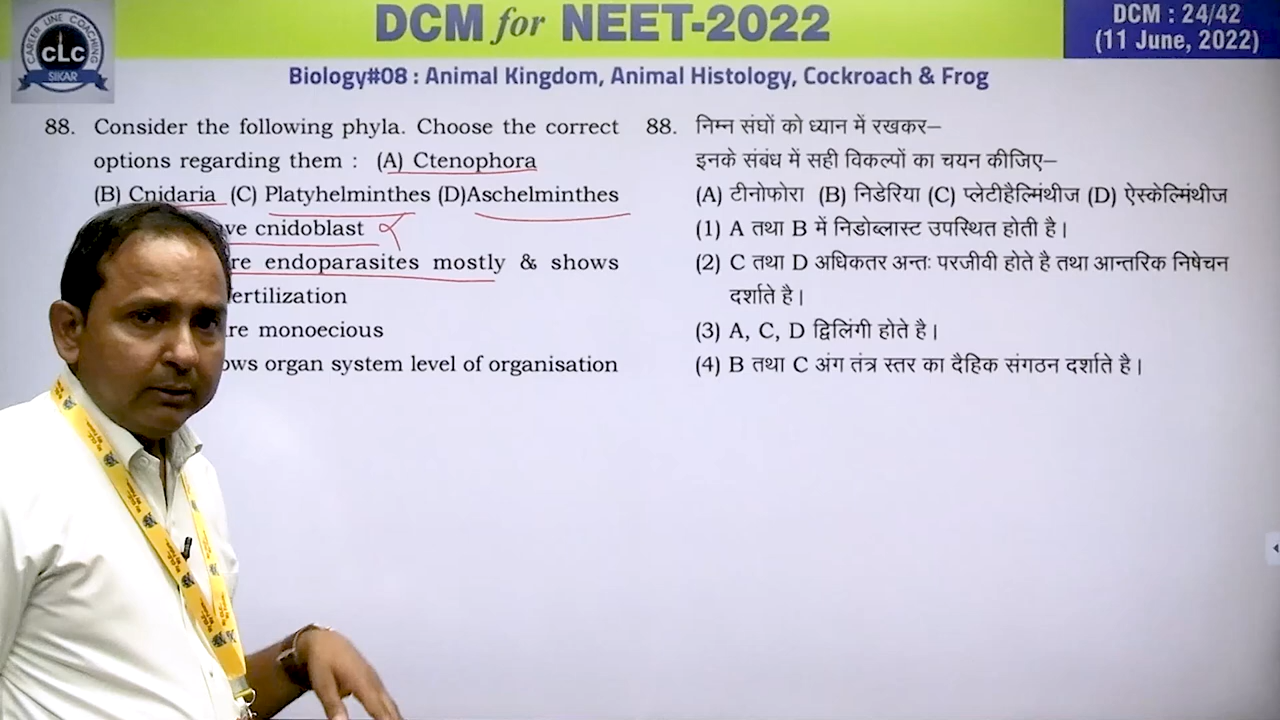 DCM for NEET-2022
DCM : 24/42
(11 June, 2022)
CAREER LINE COACHING
CLC
SIKAR
Biology#08 : Animal Kingdom, Animal Histology, Cockroach & Frog
88. Consider the following phyla. Choose the correct
options regarding them : (A) Ctenophora
(B) Cnidaria (C) Platyhelminthes (D)Aschelminthes
ve cnidoblast
re endoparasites mostly & shows
ertilization
re monoecious
ows organ system level of organisation
88. निम्न संघों को ध्यान में रखकर–
इनके संबंध में सही विकल्पों का चयन कीजिए–
(A) टीनोफोरा (B) निडेरिया (C) प्लेटीहैल्मिंथीज (D) ऐस्केल्मिंथीज
(1) A तथा B में निडोब्लास्ट उपस्थित होती है।
(2) C तथा D अधिकतर अन्तः परजीवी होते है तथा आन्तरिक निषेचन
दर्शाते है।
(3) A, C, D द्विलिंगी होते है।
(4) B तथा C अंग तंत्र स्तर का दैहिक संगठन दर्शाते है।